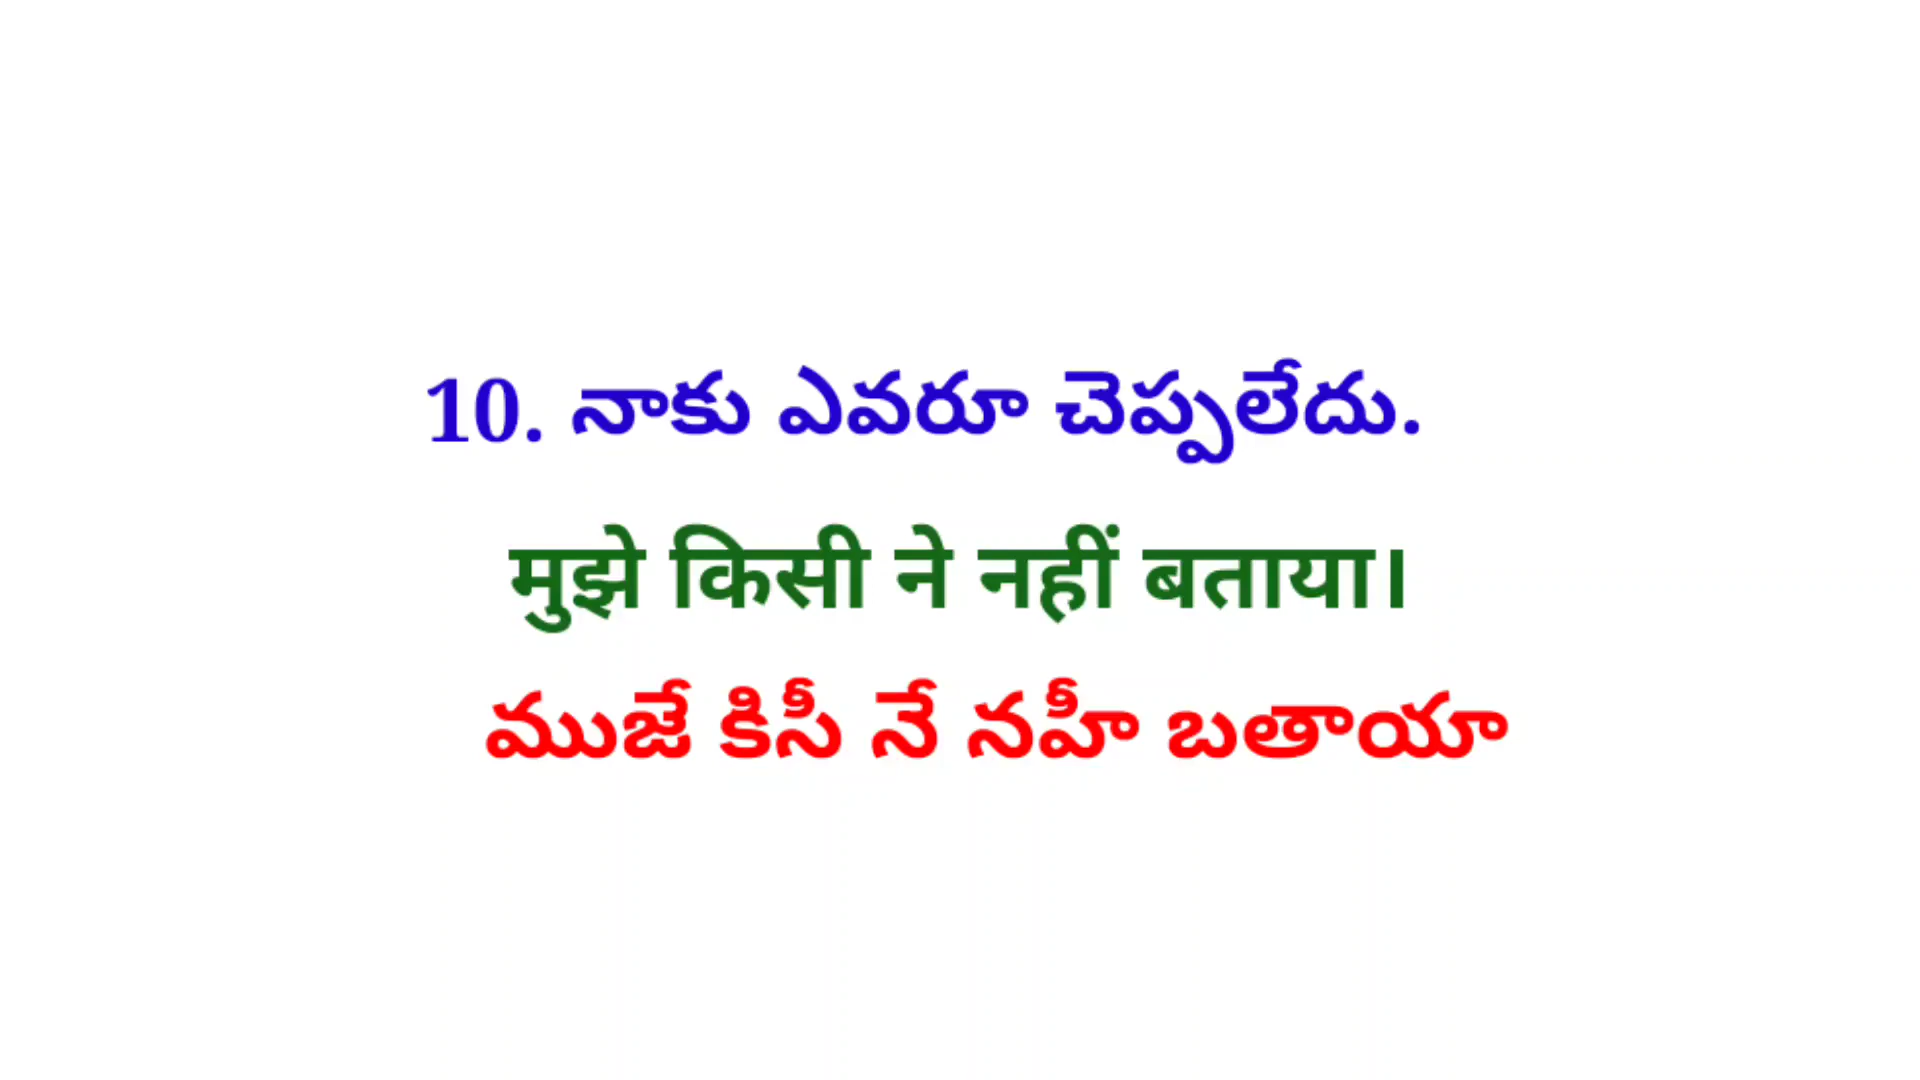 10. నాకు ఎవరూ చెప్పలేదు.
मुझे किसी ने नहीं बताया।
ముజే కిసీ నే నహీ బతాయా